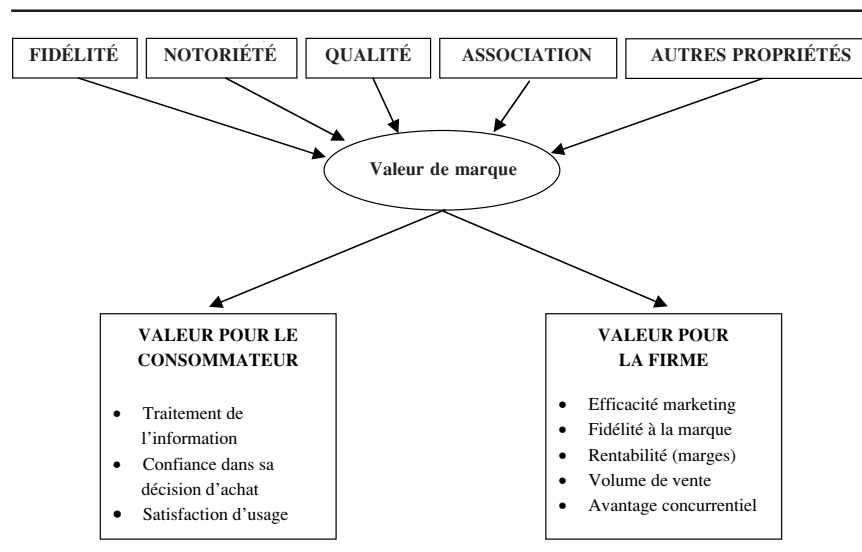 FIDÉLITÉ NOTORIÉTÉ QUALITÉ ASSOCIATION AUTRES PROPRIÉTÉS
Valeur de marque
VALEUR POUR LE
CONSOMMATEUR
• Traitement de
l’information
• Confiance dans sa
décision d’achat
• Satisfaction d’usage
VALEUR POUR
LA FIRME
• Efficacité marketing
• Fidélité à la marque
• Rentabilité (marges)
• Volume de vente
• Avantage concurrentiel